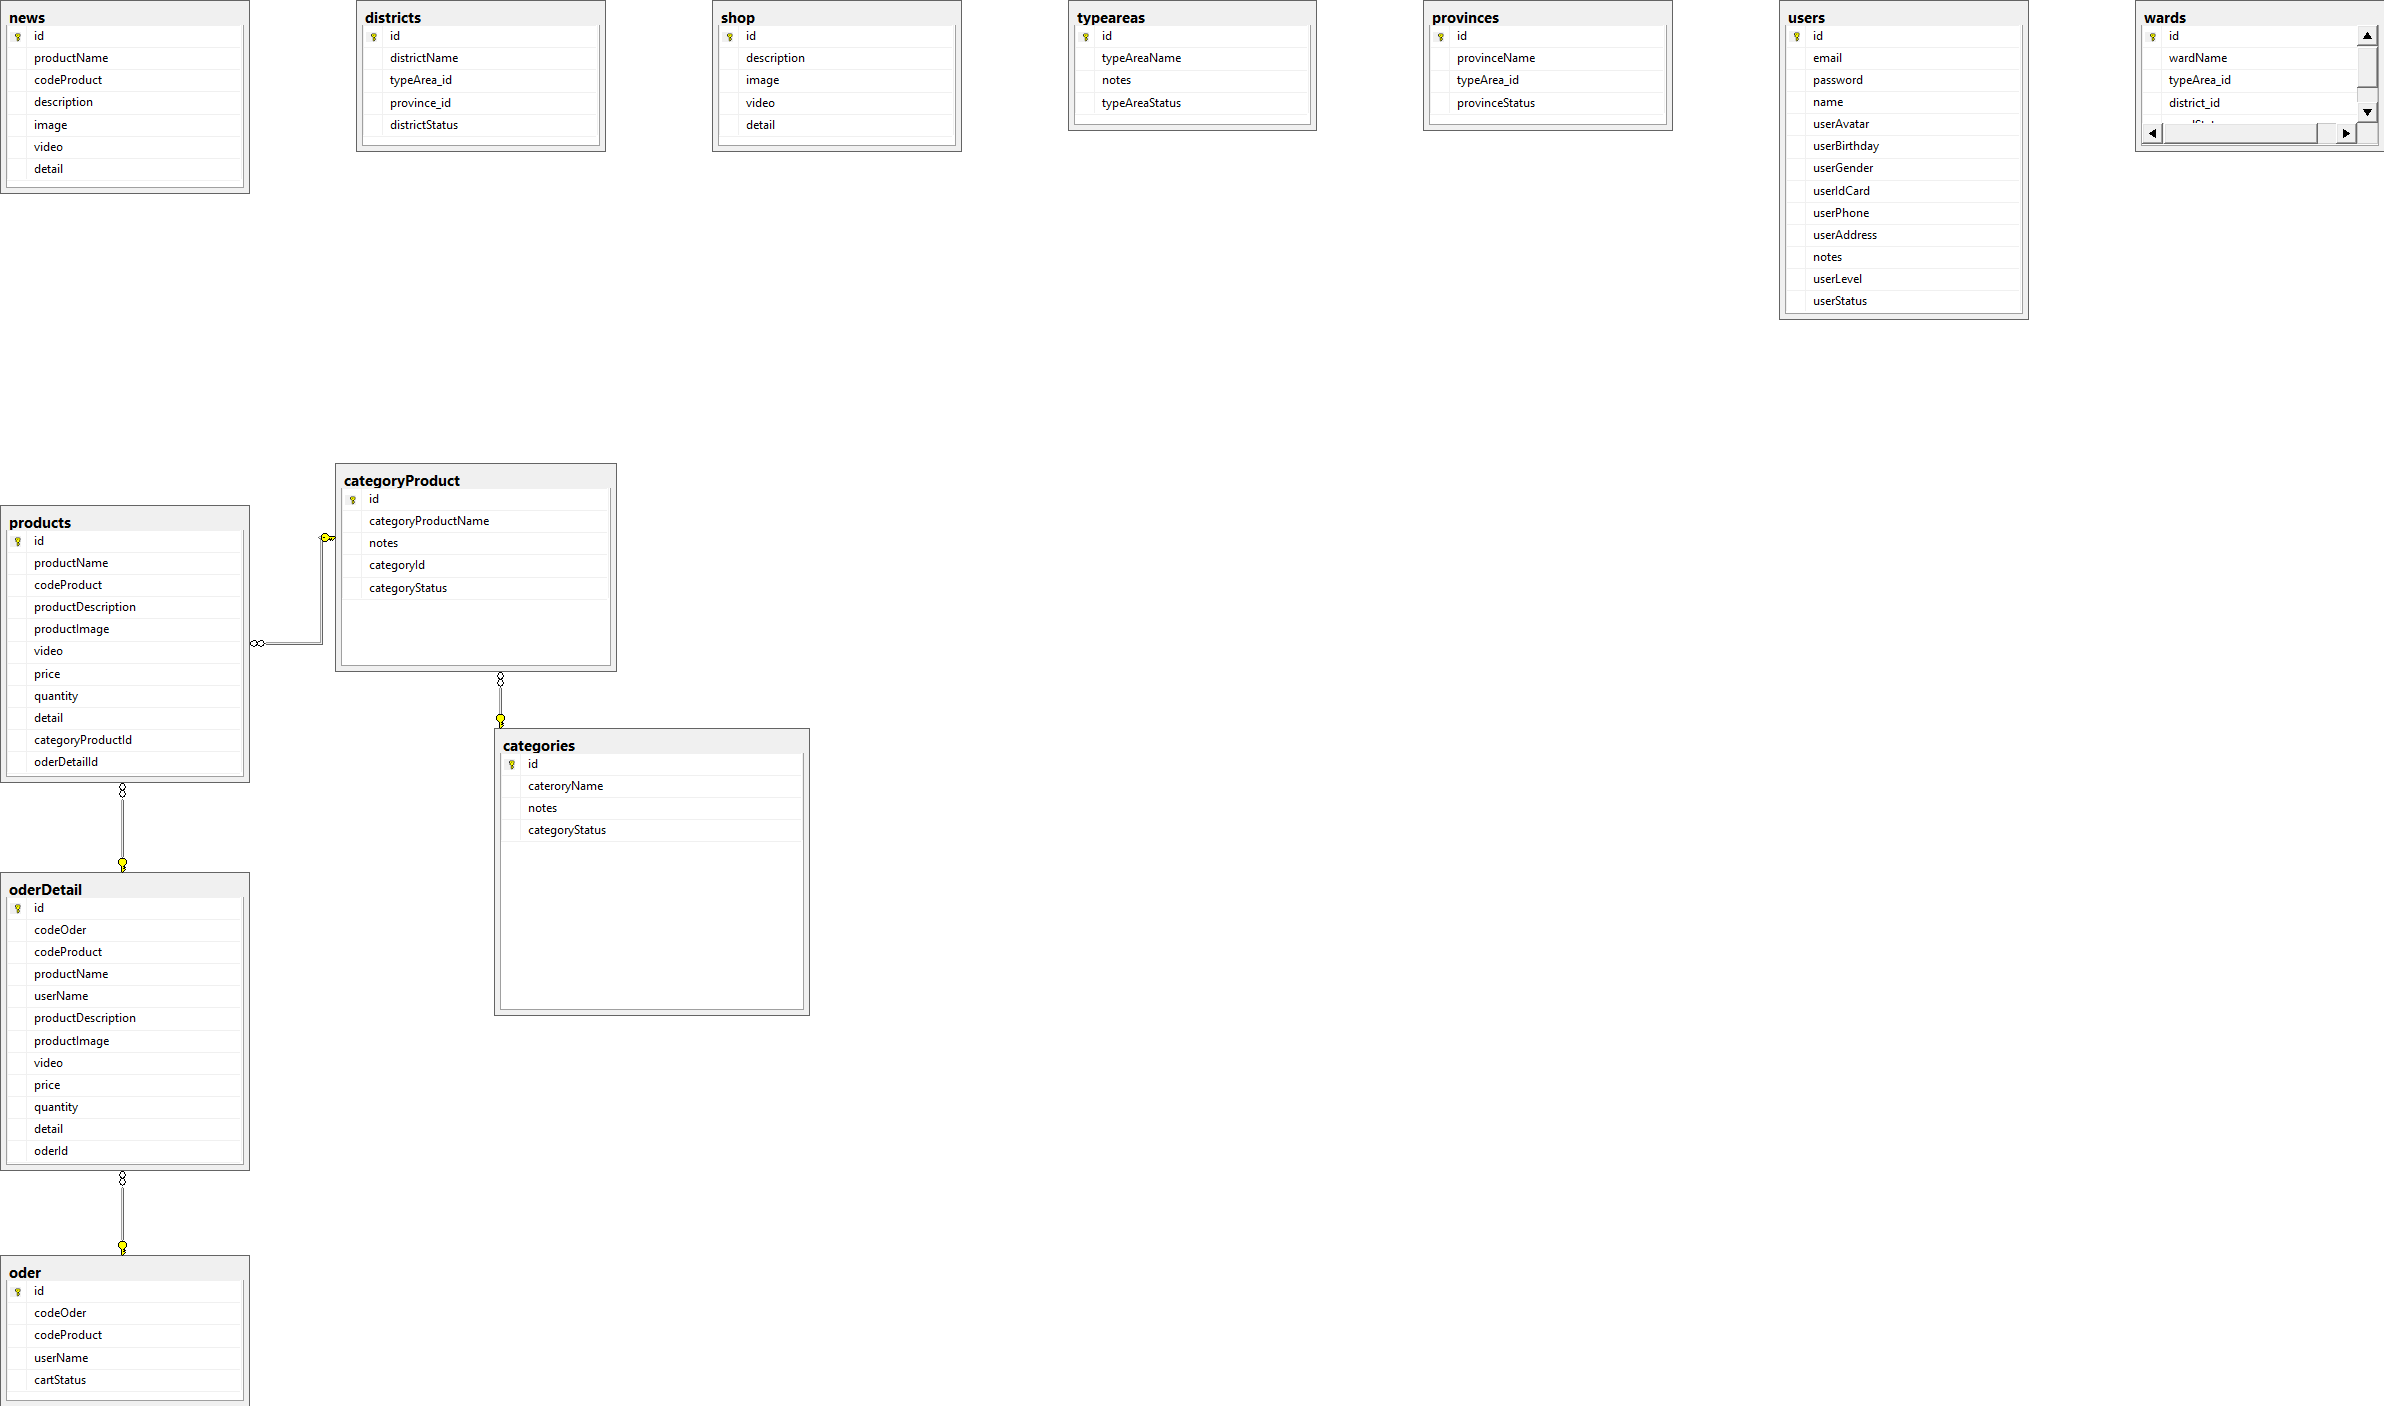 news
id
productName
codeProduct
description
image
video
detail
districts
id
districtName
typeArea_id
province_id
districtStatus
shop
id
description
image
video
detail
typeareas
id
typeAreaName
notes
typeAreaStatus
provinces
id
provinceName
typeArea_id
provinceStatus
users
id
email
password
name
userAvatar
userBirthday
userGender
userIdCard
userPhone
userAddress
notes
userLevel
userStatus
wards
id
wardName
typeArea_id
district_id
products
id
productName
codeProduct
productDescription
productImage
video
price
quantity
detail
categoryProductId
oderDetailId
categoryProduct
id
categoryProductName
notes
categoryId
categoryStatus
categories
id
cateroryName
notes
categoryStatus
oderDetail
id
codeOder
codeProduct
productName
userName
productDescription
productImage
video
price
quantity
detail
oderId
oder
id
codeOder
codeProduct
userName
cartStatus